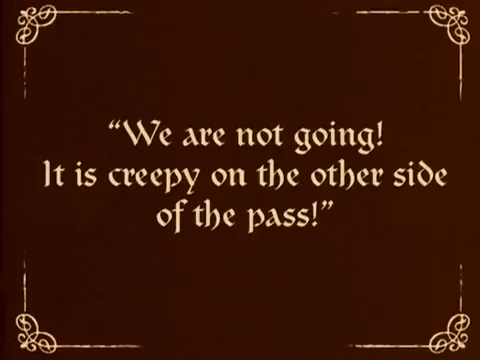 “We are not going!
It is creepy on the other side
of the pass!”